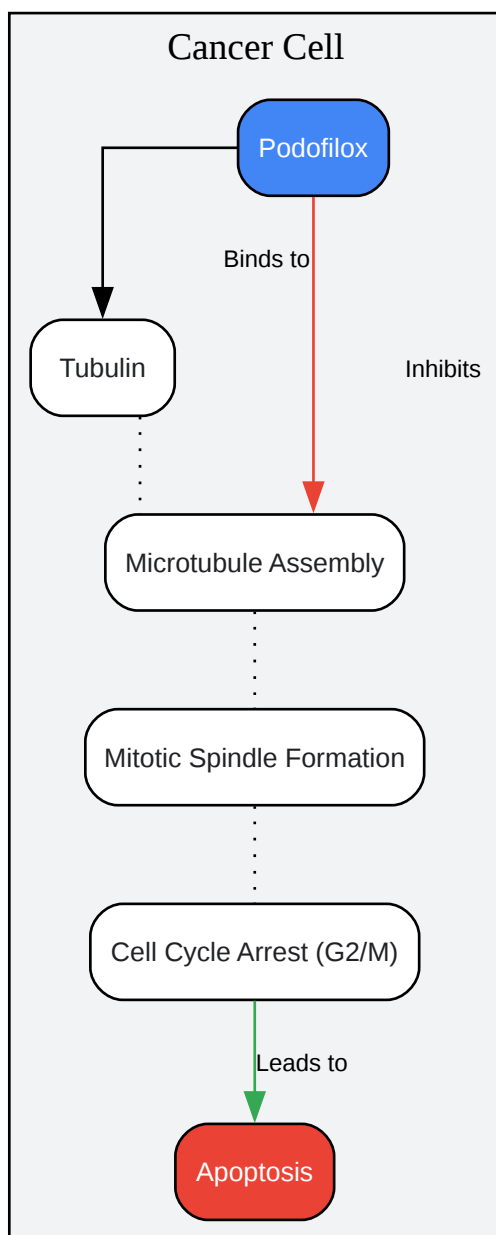 Cancer Cell
Podofilox
Binds to
Tubulin
Inhibits
Microtubule Assembly
Mitotic Spindle Formation
Cell Cycle Arrest (G2/M)
Leads to
Apoptosis